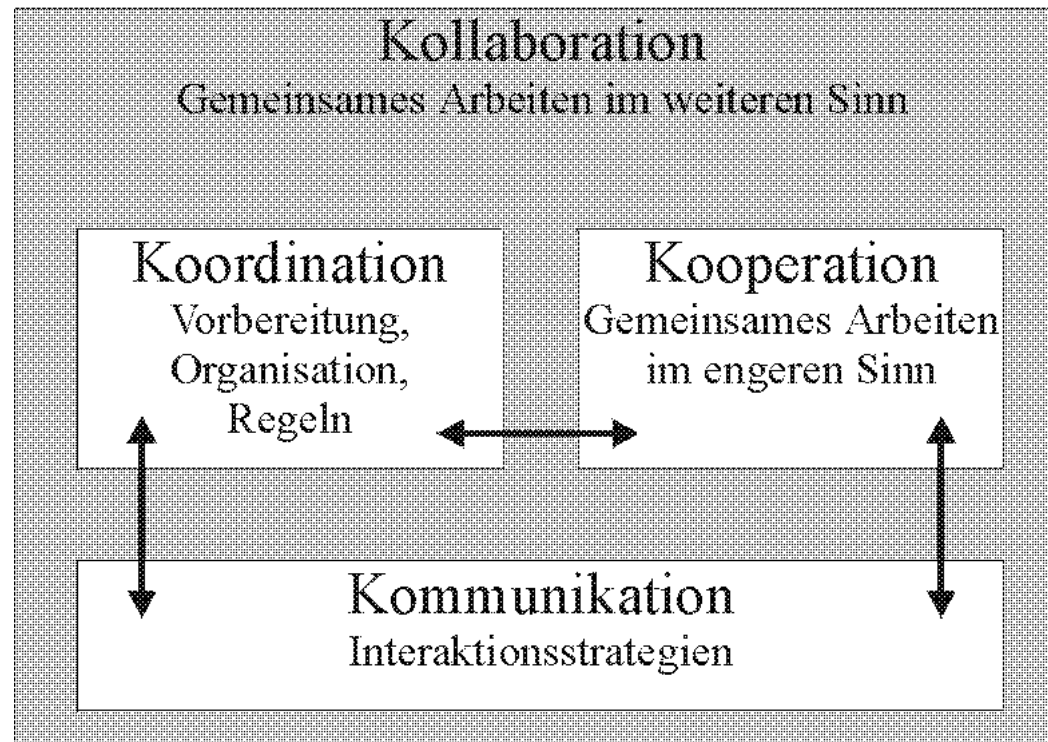 Kollaboration
Gemeinsames Arbeiten im weiteren Sinn
Koordination
Vorbereitung,
Organisation,
Regeln
Kooperation
Gemeinsames Arbeiten
im engeren Sinn
Kommunikation
Interaktionsstrategien